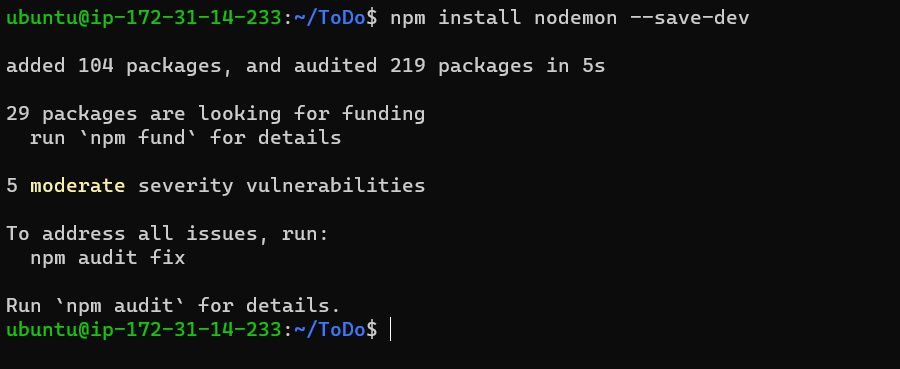 ubuntu@ip-172-31-14-233:~/ToDo$ npm install nodemon --save-dev
added 104 packages, and audited 219 packages in 5s
29 packages are looking for funding
run `npm fund` for details
5 moderate severity vulnerabilities
To address all issues, run:
npm audit fix
Run `npm audit` for details.
ubuntu@ip-172-31-14-233:~/ToDo$